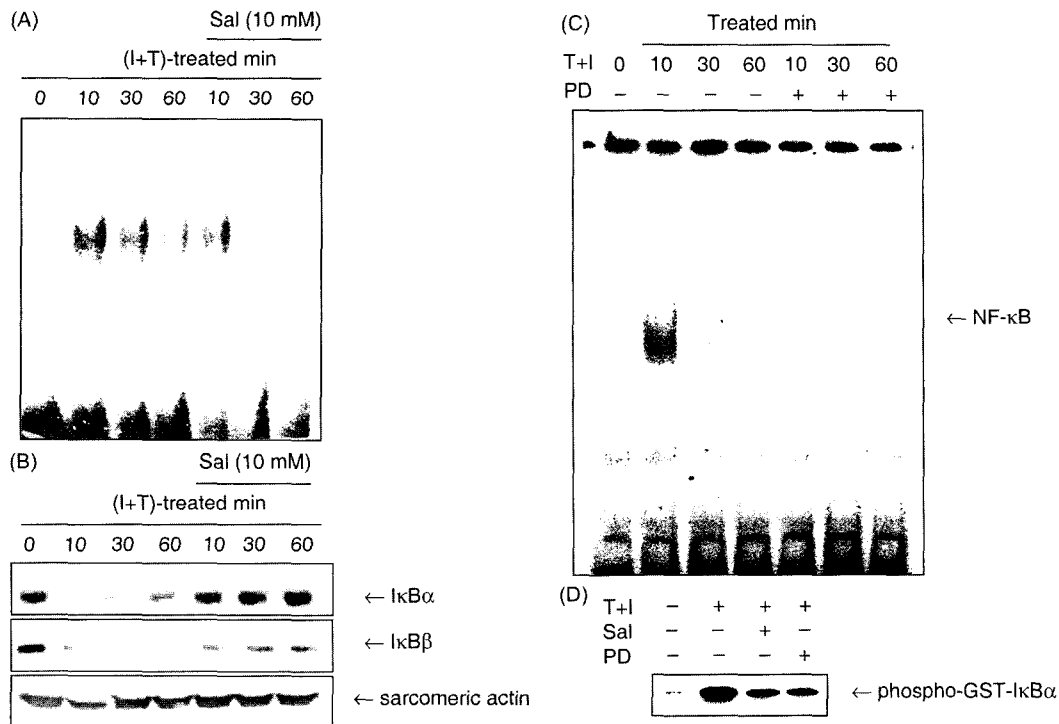 (A)
Sal (10 mM)
(I+T)-treated min
0 10 30 60 10 30 60
(B)
Sal (10 mM)
(I+T)-treated min
0 10 30 60 10 30 60
← IκBα
← IκBβ
← sarcomeric actin
(C)
Treated min
T+I 0 10 30 60 10 30 60
PD – – – – + + +
← NF-κB
(D)
T+I – + + +
Sal – – + –
PD – – – +
← phospho-GST-IκBα